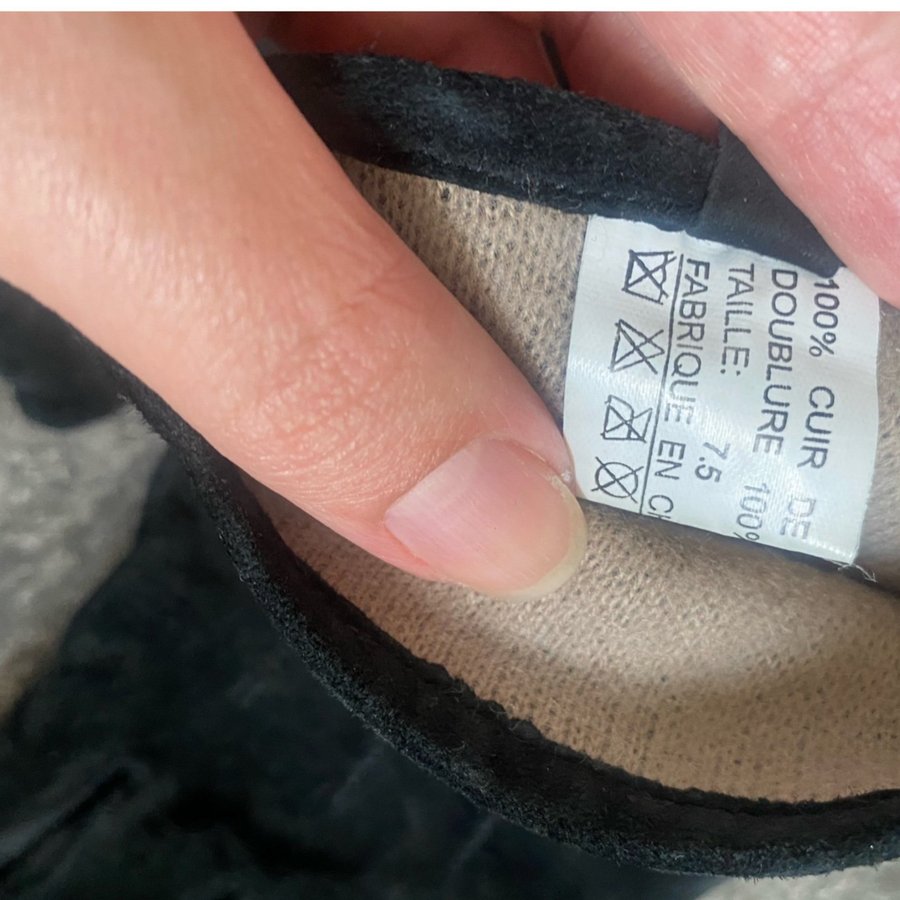 100% CUIR DE
DOUBLURE 100%
TAILLE: 7.5
FABRIQUE EN